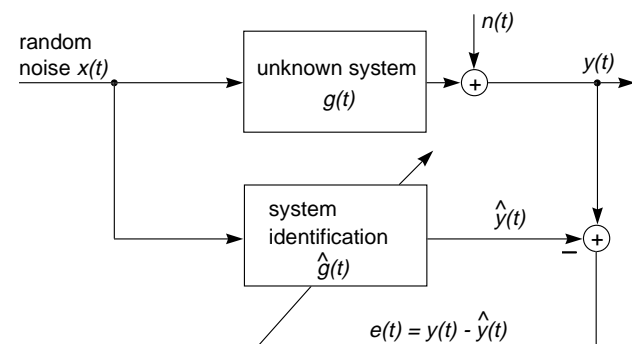 random
noise x(t)
unknown system
g(t)
n(t)
+
y(t)
system
identification
ĝ(t)
ŷ(t)
+
−
e(t) = y(t) - ŷ(t)